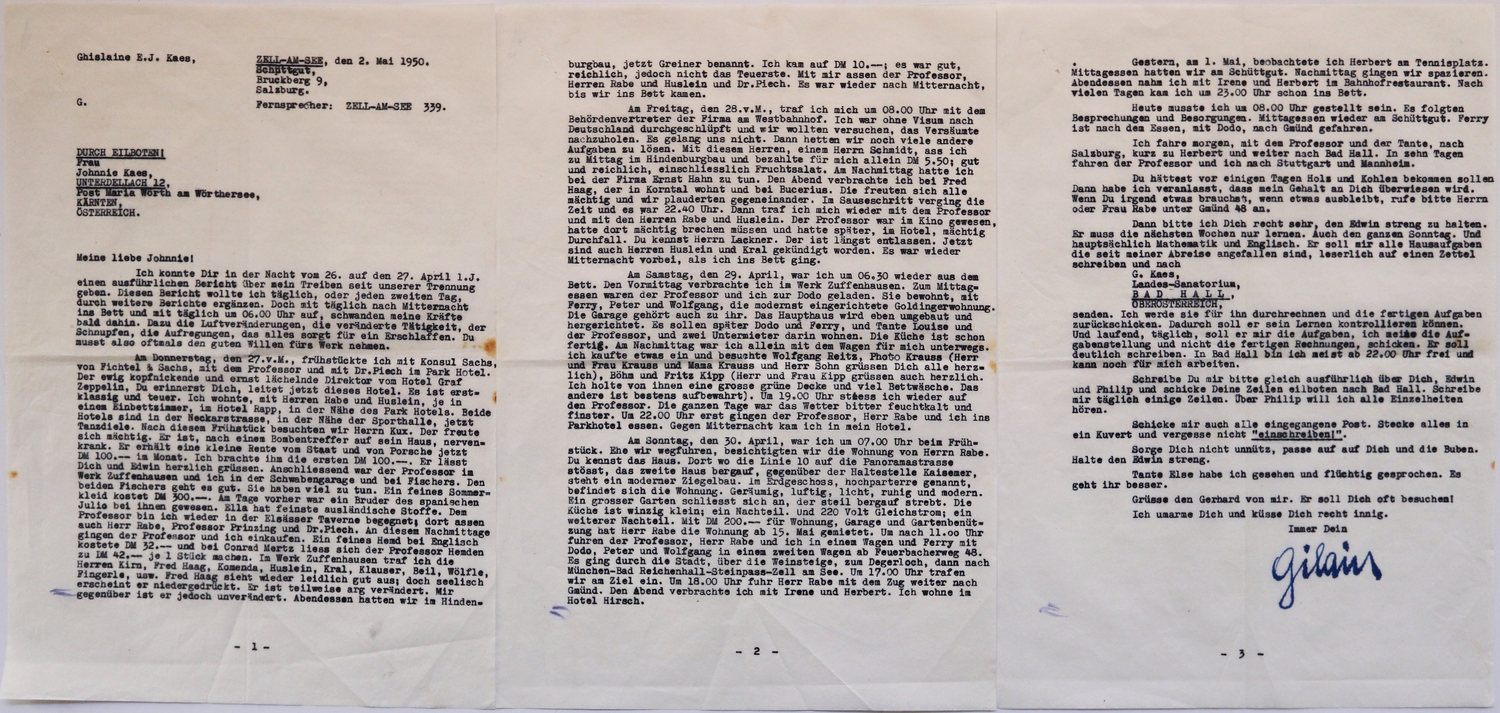 Ghislaine E.J. Kaes,
ZELL-AM-SEE, den 2. Mai 1950.
Schüttgut,
Bruckberg 9,
Salzburg.
G.
Fernsprecher: ZELL-AM-SEE 339.
DURCH EILBOTEN!
Frau
Johnnie Kaes,
UNTERDELLACH 12,
Post Maria Wörth am Wörthersee,
KÄRNTEN,
ÖSTERREICH.
Meine liebe Johnnie!
Ich konnte Dir in der Nacht vom 26. auf den 27. April l.J.
einen ausführlichen Bericht über mein Treiben seit unserer Trennung
geben. Diesen Bericht wollte ich täglich, oder jeden zweiten Tag,
durch weitere Berichte ergänzen. Doch mit täglich nach Mitternacht
ins Bett und mit täglich um 06.00 Uhr auf, schwanden meine Kräfte
bald dahin. Dazu die Luftveränderungen, die veränderte Tätigkeit, der
Schnupfen, die Aufregungen, das alles sorgt für ein Erschlaffen. Du
musst also oftmals den guten Willen fürs Werk nehmen.
Am Donnerstag, den 27.v.M., frühstückte ich mit Konsul Sachs,
von Fichtel & Sachs, mit dem Professor und mit Dr.Piech im Park Hotel.
Der ewig kopfnickende und ernst lächelnde Direktor vom Hotel Graf
Zeppelin, Du erinnerst Dich, leitet jetzt dieses Hotel. Es ist erst-
klassig und teuer. Ich wohnte, mit Herren Rabe und Huslein, je in
einem Einbettzimmer, im Hotel Rapp, in der Nähe des Park Hotels. Beide
Hotels sind in der Neckarstrasse, in der Nähe der Sporthalle, jetzt
Tanzdiele. Nach diesem Frühstück besuchten wir Herrn Kux. Der freute
sich mächtig. Er ist, nach einem Bombentreffer auf sein Haus, nerven-
krank. Er erhält eine kleine Rente vom Staat und von Porsche jetzt
DM 100.-- im Monat. Ich brachte ihm die ersten DM 100.--. Er lässt
Dich und Edwin herzlich grüssen. Anschliessend war der Professor im
Werk Zuffenhausen und ich in der Schwabengarage und bei Fischers. Den
beiden Fischers geht es gut. Sie haben viel zu tun. Ein feines Sommer-
kleid kostet DM 300.--. Am Tage vorher war ein Bruder des spanischen
Julio bei ihnen gewesen. Ella hat feinste ausländische Stoffe. Dem
Professor bin ich wieder in der Elsässer Taverne begegnet; dort assen
auch Herr Rabe, Professor Prinzing und Dr.Piech. An diesem Nachmittage
gingen der Professor und ich einkaufen. Ein feines Hemd bei Englisch
kostete DM 32.-- und bei Conrad Mertz liess sich der Professor Hemden
zu DM 42.-- je 1 Stück machen. Im Werk Zuffenhausen traf ich die
Herren Kirn, Fred Haag, Komenda, Huslein, Kral, Klauser, Beil, Wölfle,
Fingerle, usw. Fred Haag sieht wieder leidlich gut aus; doch seelisch
erscheint er niedergedrückt. Er ist teilweise arg verändert. Mir
gegenüber ist er jedoch unverändert. Abendessen hatten wir im Hinden-
- 1 -
burgbau, jetzt Greiner benannt. Ich kam auf DM 10.--; es war gut,
reichlich, jedoch nicht das Teuerste. Mit mir assen der Professor,
Herren Rabe und Huslein und Dr.Piech. Es war wieder nach Mitternacht,
bis wir ins Bett kamen.
Am Freitag, den 28.v.M., traf ich mich um 08.00 Uhr mit dem
Behördenvertreter der Firma am Westbahnhof. Ich war ohne Visum nach
Deutschland durchgeschlüpft und wir wollten versuchen, das Versäumte
nachzuholen. Es gelang uns nicht. Dann hetten wir noch viele andere
Aufgaben zu lösen. Mit diesem Herren, einem Herrn Schmidt, ass ich
zu Mittag im Hindenburgbau und bezahlte für mich allein DM 5.50; gut
und reichlich, einschliesslich Fruchtsalat. Am Nachmittag hatte ich
bei der Firma Ernst Hahn zu tun. Den Abend verbrachte ich bei Fred
Haag, der in Korntal wohnt und bei Bucerius. Die freuten sich alle
mächtig und wir plauderten gegeneinander. Im Sauseschritt verging die
Zeit und es war 22.40 Uhr. Dann traf ich mich wieder mit dem Professor
und mit den Herren Rabe und Huslein. Der Professor war im Kino gewesen,
hatte dort mächtig brechen müssen und hatte später, im Hotel, mächtig
Durchfall. Du kennst Herrn Lackner. Der ist längst entlassen. Jetzt
sind auch Herren Huslein und Kral gekündigt worden. Es war wieder
Mitternacht vorbei, als ich ins Bett ging.
Am Samstag, den 29. April, war ich um 06.30 wieder aus dem
Bett. Den Vormittag verbrachte ich im Werk Zuffenhausen. Zum Mittag-
essen waren der Professor und ich zur Dodo geladen. Sie bewohnt, mit
Ferry, Peter und Wolfgang, die modernst eingerichtete Goldingerwohnung.
Die Garage gehört auch zu ihr. Das Haupthaus wird eben umgebaut und
hergerichtet. Es sollen später Dodo und Ferry, und Tante Louise und
der Professor, und zwei Untermieter darin wohnen. Die Küche ist schon
fertig. Am Nachmittag war ich allein mit dem Wagen für mich unterwegs.
ich kaufte etwas ein und besuchte Wolfgang Reitz, Photo Krauss (Herr
und Frau Krauss und Mama Krauss und Herr Sohn grüssen Dich alle herz-
lich), Böhm und Fritz Kipp (Herr und Frau Kipp grüssen auch herzlich.
Ich holte von ihnen eine grosse grüne Decke und viel Bettwäsche. Das
andere ist bestens aufbewahrt). Um 19.00 Uhr stiess ich wieder auf
den Professor. Die ganzen Tage war das Wetter bitter feuchtkalt und
finster. Um 22.00 Uhr erst gingen der Professor, Herr Rabe und ich ins
Parkhotel essen. Gegen Mitternacht kam ich in mein Hotel.
Am Sonntag, den 30. April, war ich um 07.00 Uhr beim Früh-
stück. Ehe wir wegfuhren, besichtigten wir die Wohnung von Herrn Rabe.
Du kennst das Haus. Dort wo die Linie 10 auf die Panoramastrasse
stösst, das zweite Haus bergauf, gegenüber der Haltestelle Kaisemer,
steht ein moderner Ziegelbau. Im Erdgeschoss, hochparterre genannt,
befindet sich die Wohnung. Geräumig, luftig, licht, ruhig und modern.
Ein grosser Garten schliesst sich an, der steil bergauf strebt. Die
Küche ist winzig klein; ein Nachteil. und 220 Volt Gleichstrom; ein
weiterer Nachteil. Mit DM 200.-- für Wohnung, Garage und Gartenbenüt-
zung hat Herr Rabe die Wohnung ab 15. Mai gemietet. Um nach 11.oo Uhr
fuhren der Professor, Herr Rabe und ich in einem Wagen und Ferry mit
Dodo, Peter und Wolfgang in einem zweiten Wagen ab Feuerbacherweg 48.
Es ging durch die Stadt, über die Weinsteige, zum Degerloch, dann nach
München-Bad Reichenhall-Steinpass-Zell am See. Um 17.00 Uhr trafen
wir am Ziel ein. Um 18.00 Uhr fuhr Herr Rabe mit dem Zug weiter nach
Gmünd. Den Abend verbrachte ich mit Irene und Herbert. Ich wohne im
Hotel Hirsch.
- 2 -
Gestern, am 1. Mai, beobachtete ich Herbert am Tennisplatz.
Mittagessen hatten wir am Schüttgut. Nachmittag gingen wir spazieren.
Abendessen nahm ich mit Irene und Herbert im Bahnhofrestaurant. Nach
vielen Tagen kam ich um 23.00 Uhr schon ins Bett.
Heute musste ich um 08.00 Uhr gestellt sein. Es folgten
Besprechungen und Besorgungen. Mittagessen wieder am Schüttgut. Ferry
ist nach dem Essen, mit Dodo, nach Gmünd gefahren.
Ich fahre morgen, mit dem Professor und der Tante, nach
Salzburg, kurz zu Herbert und weiter nach Bad Hall. In zehn Tagen
fahren der Professor und ich nach Stuttgart und Mannheim.
Du hättest vor einigen Tagen Holz und Kohlen bekommen sollen
Dann habe ich veranlasst, dass mein Gehalt an Dich überwiesen wird.
Wenn Du irgend etwas brauchst, wenn etwas ausbleibt, rufe bitte Herrn
oder Frau Rabe unter Gmünd 48 an.
Dann bitte ich Dich recht sehr, den Edwin streng zu halten.
Er muss die nächsten Wochen nur lernen. Auch den ganzen Sonntag. Und
hauptsächlich Mathematik und Englisch. Er soll mir alle Hausaufgaben
die seit meiner Abreise angefallen sind, leserlich auf einen Zettel
schreiben und nach
G. Kaes,
Landes-Sanatorium,
BAD HALL,
OBERÖSTERREICH,
senden. Ich werde sie für ihn durchrechnen und die fertigen Aufgaben
zurückschicken. Dadurch soll er sein Lernen kontrollieren können.
Und laufend, täglich, soll er mir die Aufgaben, ich meine die Auf-
gabenstellung und nicht die fertigen Rechnungen, schicken. Er soll
deutlich schreiben. In Bad Hall bin ich meist ab 22.00 Uhr frei und
kann noch für mich arbeiten.
Schreibe Du mir bitte gleich ausführlich über Dich, Edwin
und Philip und schicke Deine Zeilen eilboten nach Bad Hall. Schreibe
mir täglich einige Zeilen. Über Philip will ich alle Einzelheiten
hören.
Schicke mir auch alle eingegangene Post. Stecke alles in
ein Kuvert und vergesse nicht "einschreiben!".
Sorge Dich nicht unnütz, passe auf auf Dich und die Buben.
Halte den Edwin streng.
Tante Else habe ich gesehen und flüchtig gesprochen. Es
geht ihr besser.
Grüsse den Gerhard von mir. Er soll Dich oft besuchen!
Ich umarme Dich und küsse Dich recht innig.
Immer Dein
- 3 -